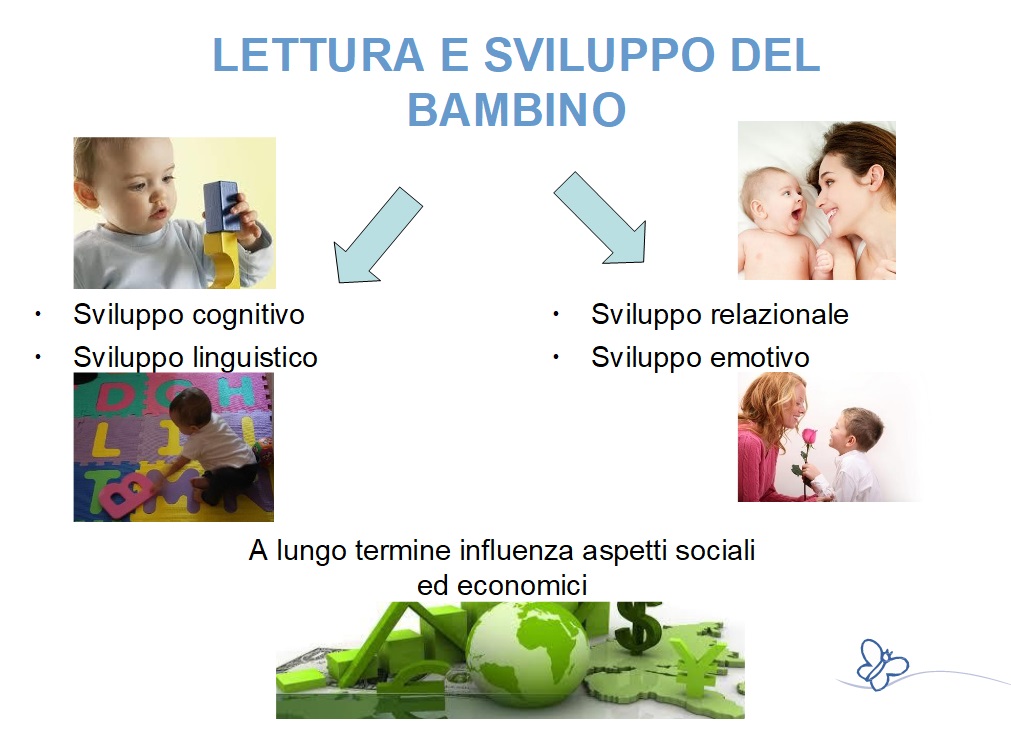 LETTURA E SVILUPPO DEL
BAMBINO
• Sviluppo cognitivo
• Sviluppo linguistico
• Sviluppo relazionale
• Sviluppo emotivo
D G H
L I
T M N
B
A lungo termine influenza aspetti sociali
ed economici
$
€ ¥